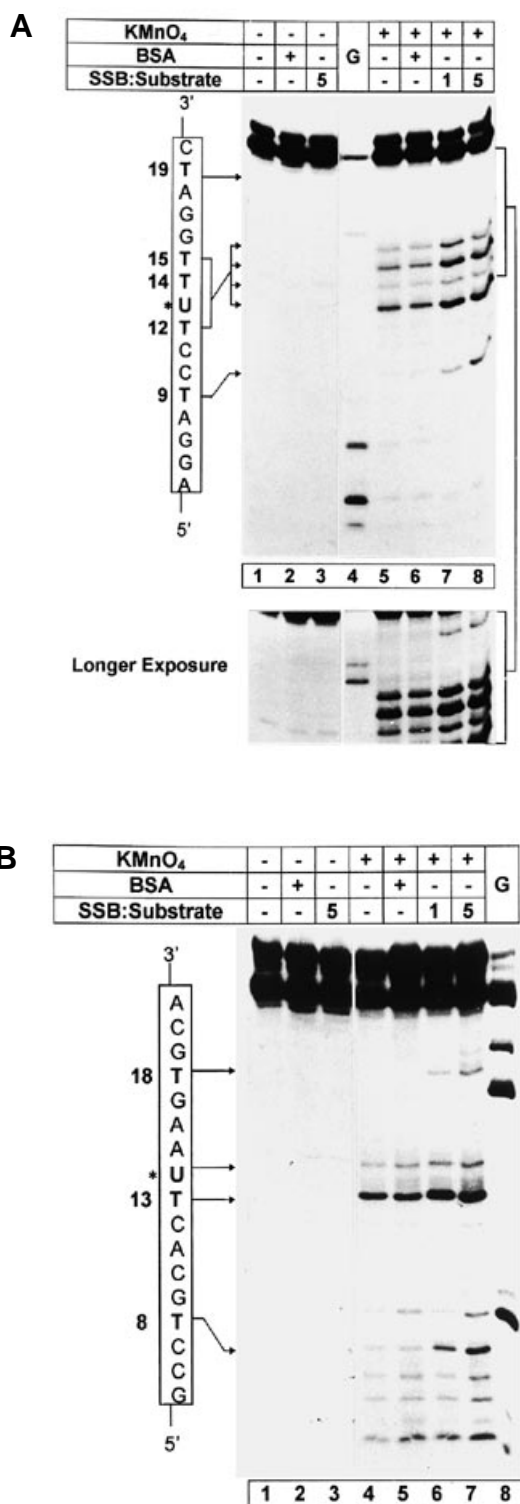 A
KMnO₄ - - - G + + + +
BSA - + - - + - -
SSB:Substrate - - 5 - - 1 5
3'
C
19 T
A
G
G
15 T
14 T
* U
12 T
C
C
9 T
A
G
G
A
5'
1 2 3 4 5 6 7 8
Longer Exposure
B
KMnO₄ - - - + + + + G
BSA - + - - + - -
SSB:Substrate - - 5 - - 1 5
3'
A
C
G
18 T
G
A
A
* U
13 T
C
A
C
G
8 T
C
C
G
5'
1 2 3 4 5 6 7 8